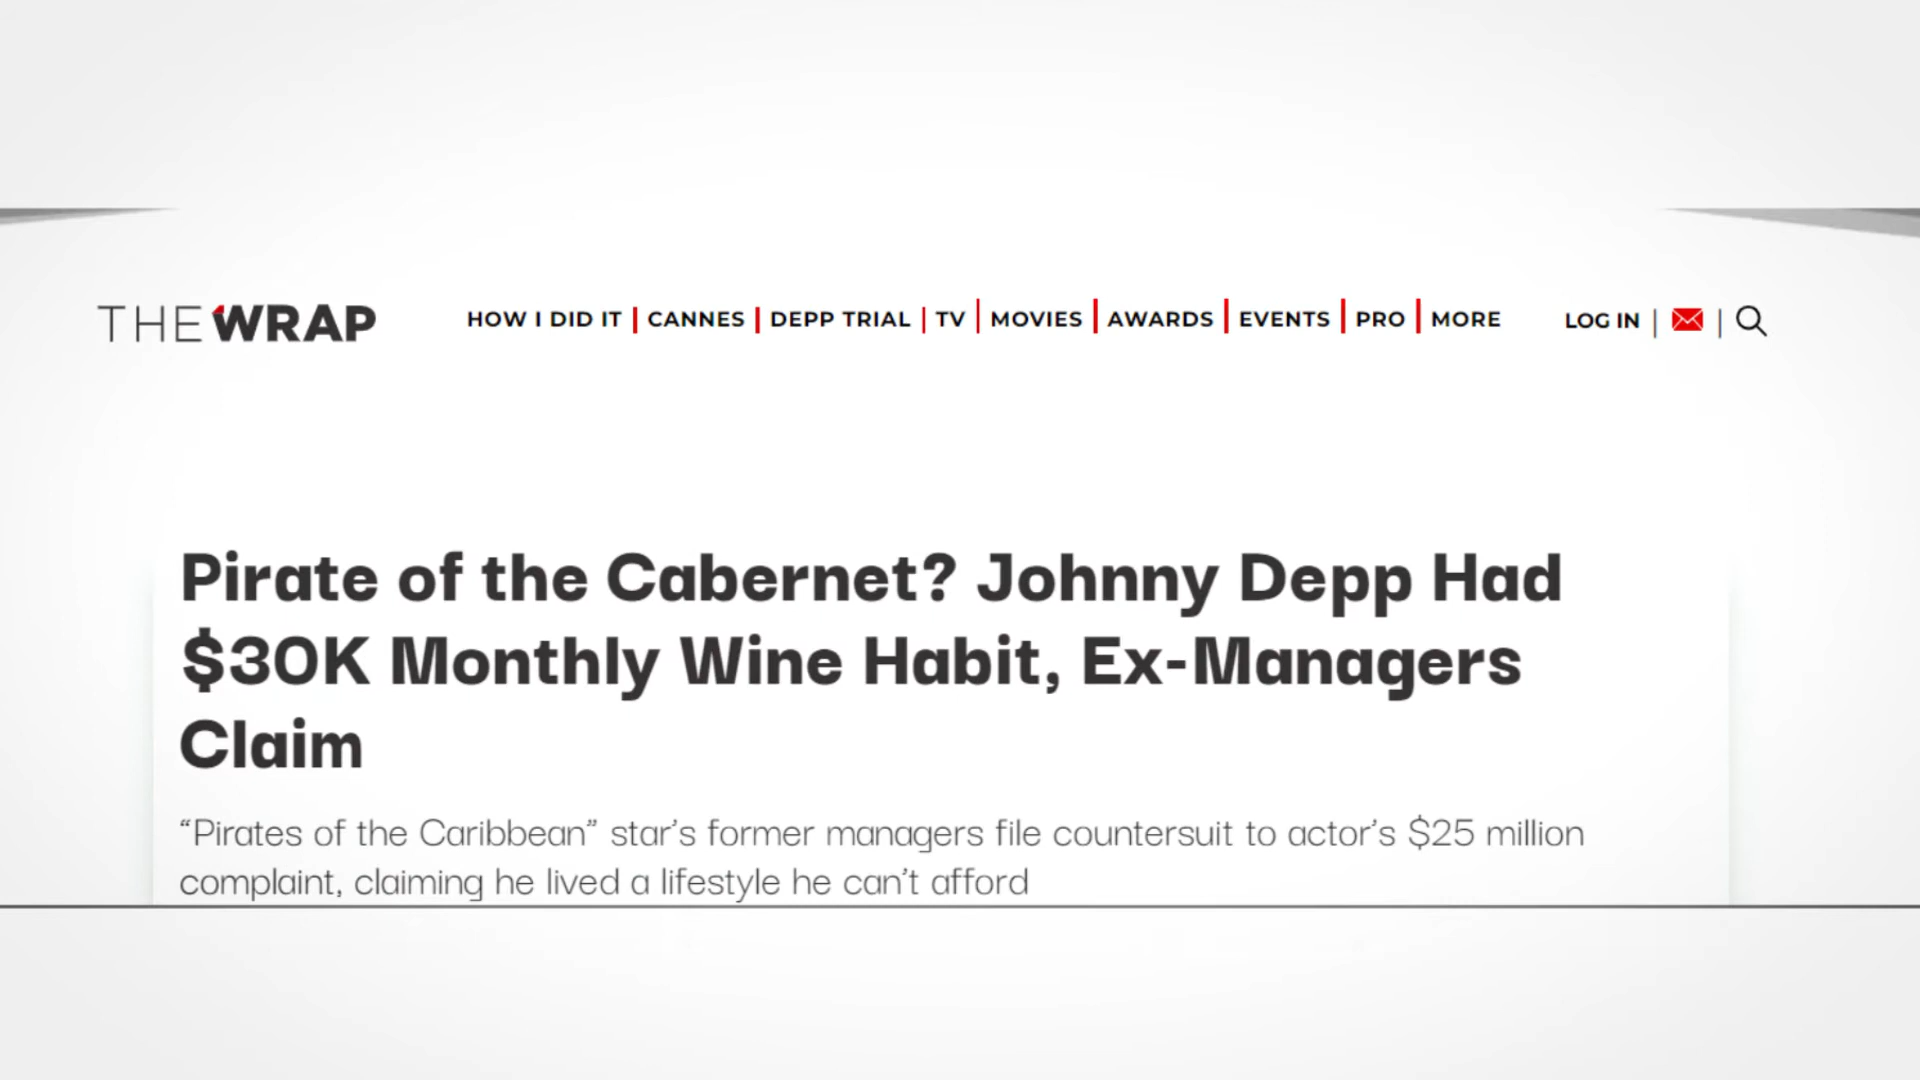 THE WRAP
HOW I DID IT | CANNES | DEPP TRIAL | TV | MOVIES | AWARDS | EVENTS | PRO | MORE
LOG IN
Pirate of the Cabernet? Johnny Depp Had
$30K Monthly Wine Habit, Ex-Managers
Claim
“Pirates of the Caribbean” star’s former managers file countersuit to actor’s $25 million
complaint, claiming he lived a lifestyle he can’t afford